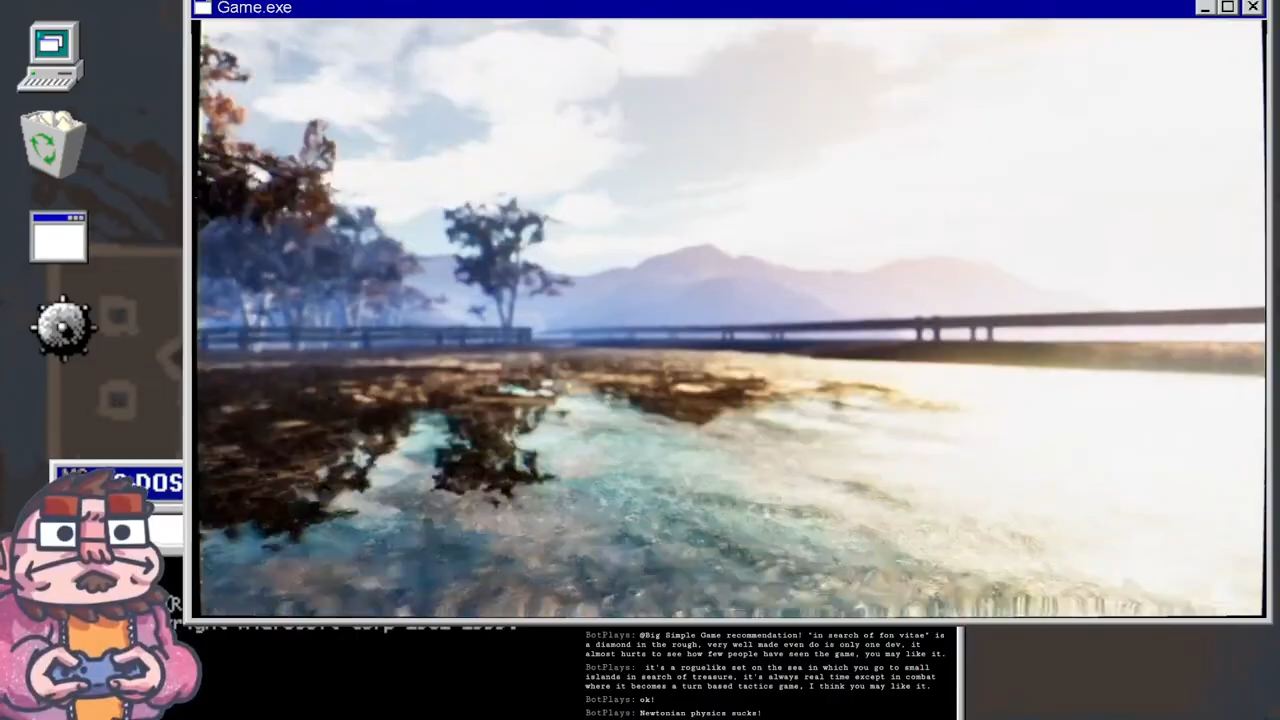 Game.exe
-DOS
BotPlays: @Big Simple Game recommendation! "in search of fon vitae" is
a diamond in the rough, very well made even do is only one dev, it
almost hurts to see how few people have seen the game, you may like it.
BotPlays: it's a roguelike set on the sea in which you go to small
islands in search of treasure, it's always real time except in combat
where it becomes a turn based tactics game, I think you may like it.
BotPlays: ok!
BotPlays: Newtonian physics sucks!